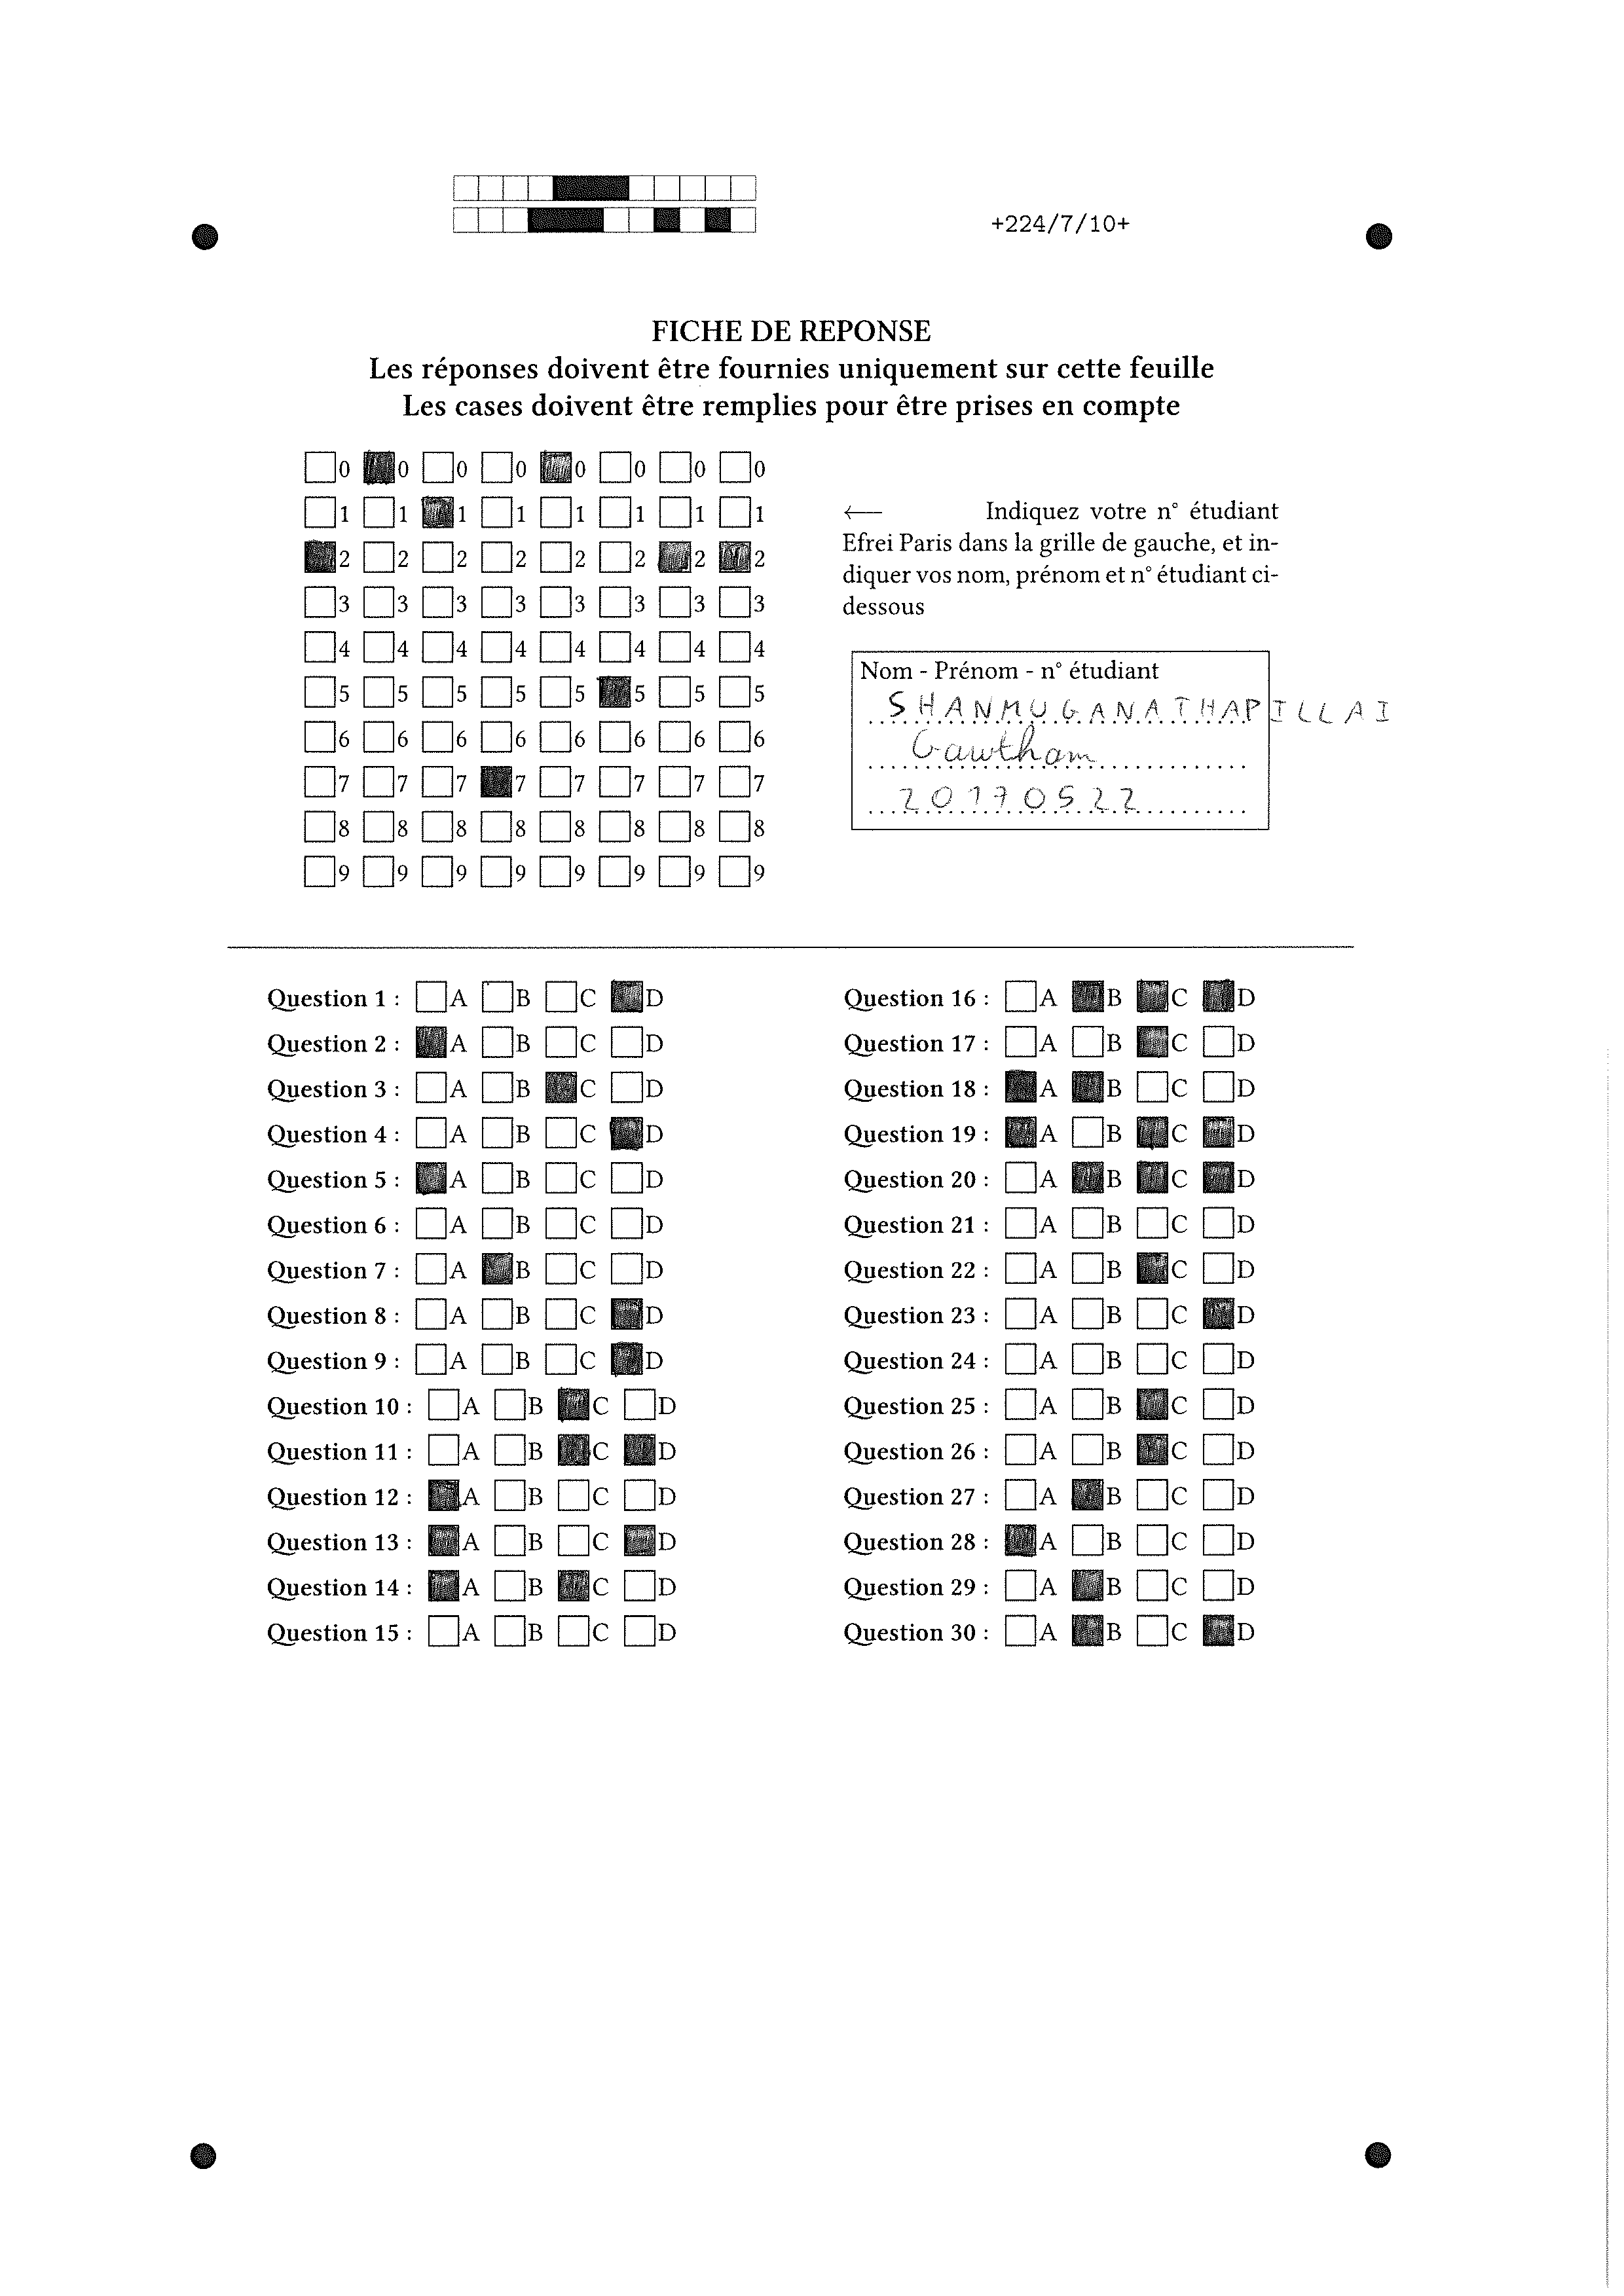 +224/7/10+
FICHE DE REPONSE
Les réponses doivent être fournies uniquement sur cette feuille
Les cases doivent être remplies pour être prises en compte
0 0 0 0 0 0 0 0
1 1 1 1 1 1 1 1
2 2 2 2 2 2 2 2
3 3 3 3 3 3 3 3
4 4 4 4 4 4 4 4
5 5 5 5 5 5 5 5
6 6 6 6 6 6 6 6
7 7 7 7 7 7 7 7
8 8 8 8 8 8 8 8
9 9 9 9 9 9 9 9
← Indiquez votre n° étudiant
Efrei Paris dans la grille de gauche, et in-
diquer vos nom, prénom et n° étudiant ci-
dessous
Nom - Prénom - n° étudiant
SHANMUGANATHAPILLAI
Gawtham
20170522
Question 1 : A B C D
Question 2 : A B C D
Question 3 : A B C D
Question 4 : A B C D
Question 5 : A B C D
Question 6 : A B C D
Question 7 : A B C D
Question 8 : A B C D
Question 9 : A B C D
Question 10 : A B C D
Question 11 : A B C D
Question 12 : A B C D
Question 13 : A B C D
Question 14 : A B C D
Question 15 : A B C D
Question 16 : A B C D
Question 17 : A B C D
Question 18 : A B C D
Question 19 : A B C D
Question 20 : A B C D
Question 21 : A B C D
Question 22 : A B C D
Question 23 : A B C D
Question 24 : A B C D
Question 25 : A B C D
Question 26 : A B C D
Question 27 : A B C D
Question 28 : A B C D
Question 29 : A B C D
Question 30 : A B C D